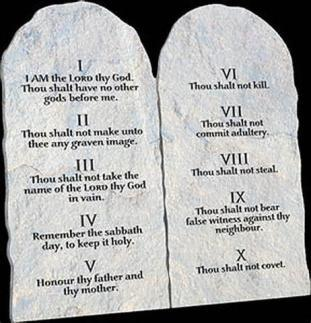 I
I AM the LORD thy God.
Thou shalt have no other
gods before me.
II
Thou shalt not make unto
thee any graven image.
III
Thou shalt not take the
name of the LORD thy God
in vain.
IV
Remember the sabbath
day, to keep it holy.
V
Honour thy father and
thy mother.
VI
Thou shalt not kill.
VII
Thou shalt not
commit adultery.
VIII
Thou shalt not steal.
IX
Thou shalt not bear
false witness against thy
neighbour.
X
Thou shalt not covet.